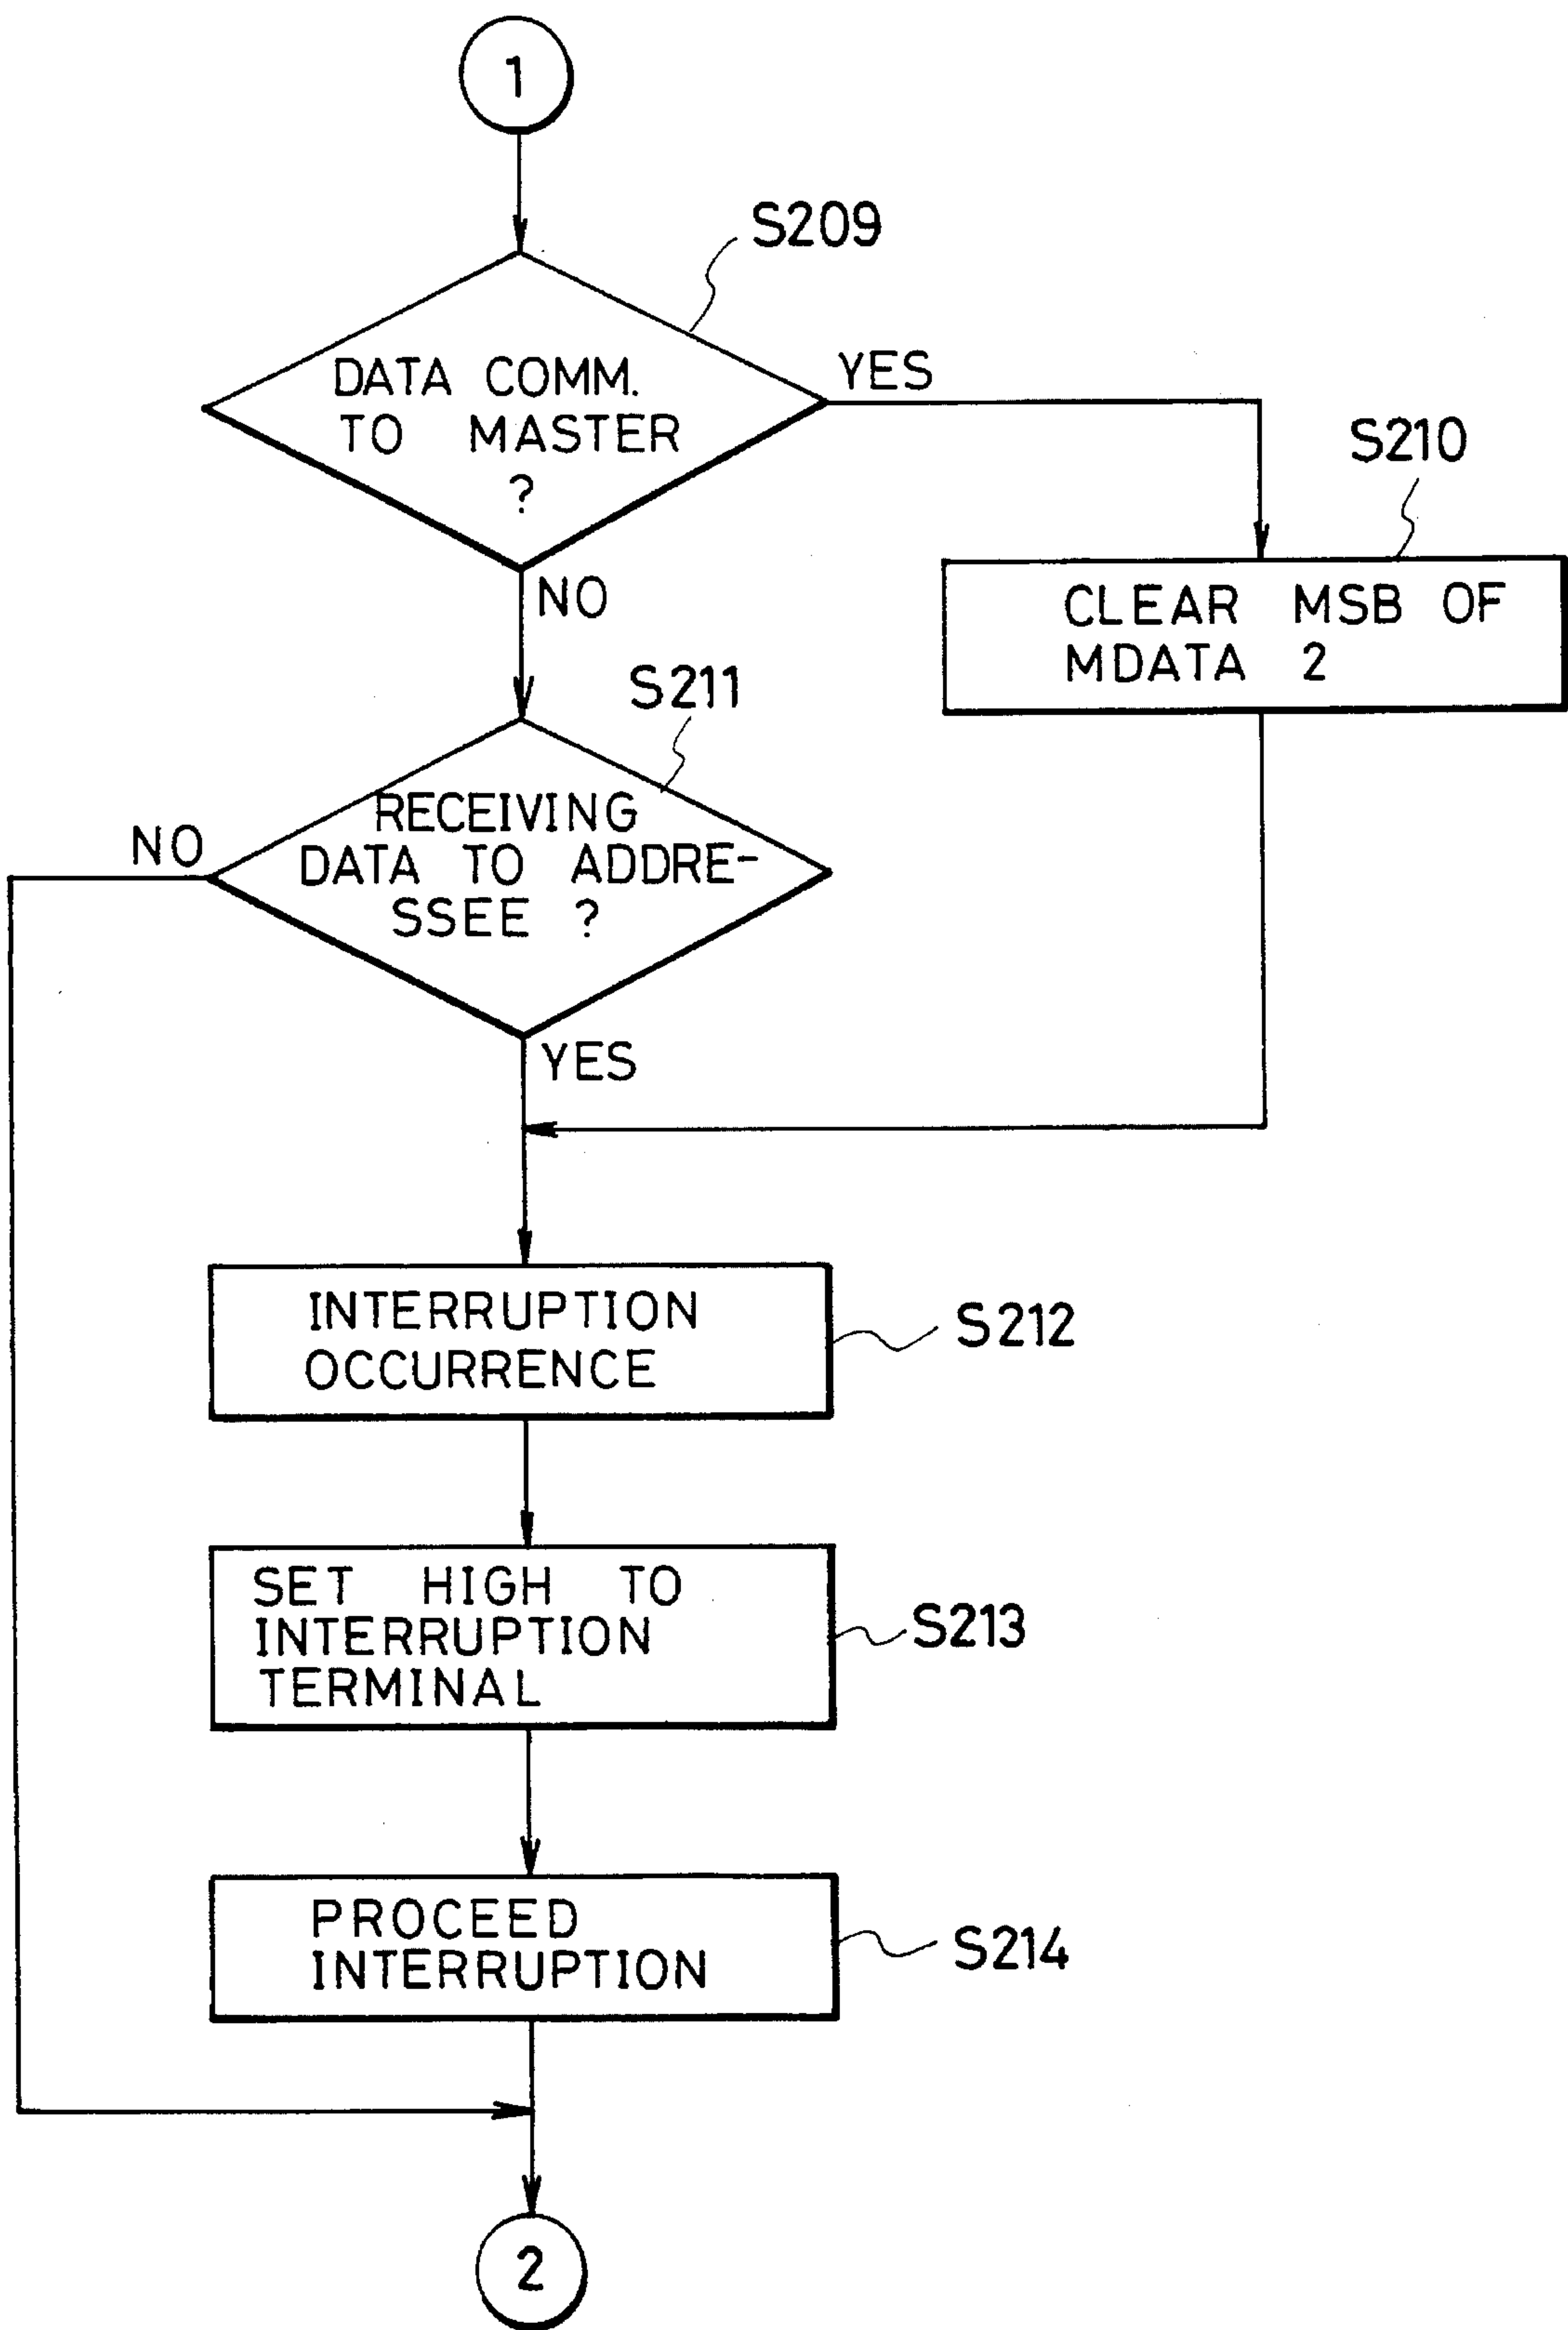 1
S209
DATA COMM.
TO MASTER
?
YES
S210
CLEAR MSB OF
MDATA 2
NO
S211
RECEIVING
DATA TO ADDRE-
SSEE ?
NO
YES
INTERRUPTION
OCCURRENCE
S212
SET HIGH TO
INTERRUPTION
TERMINAL
S213
PROCEED
INTERRUPTION
S214
2